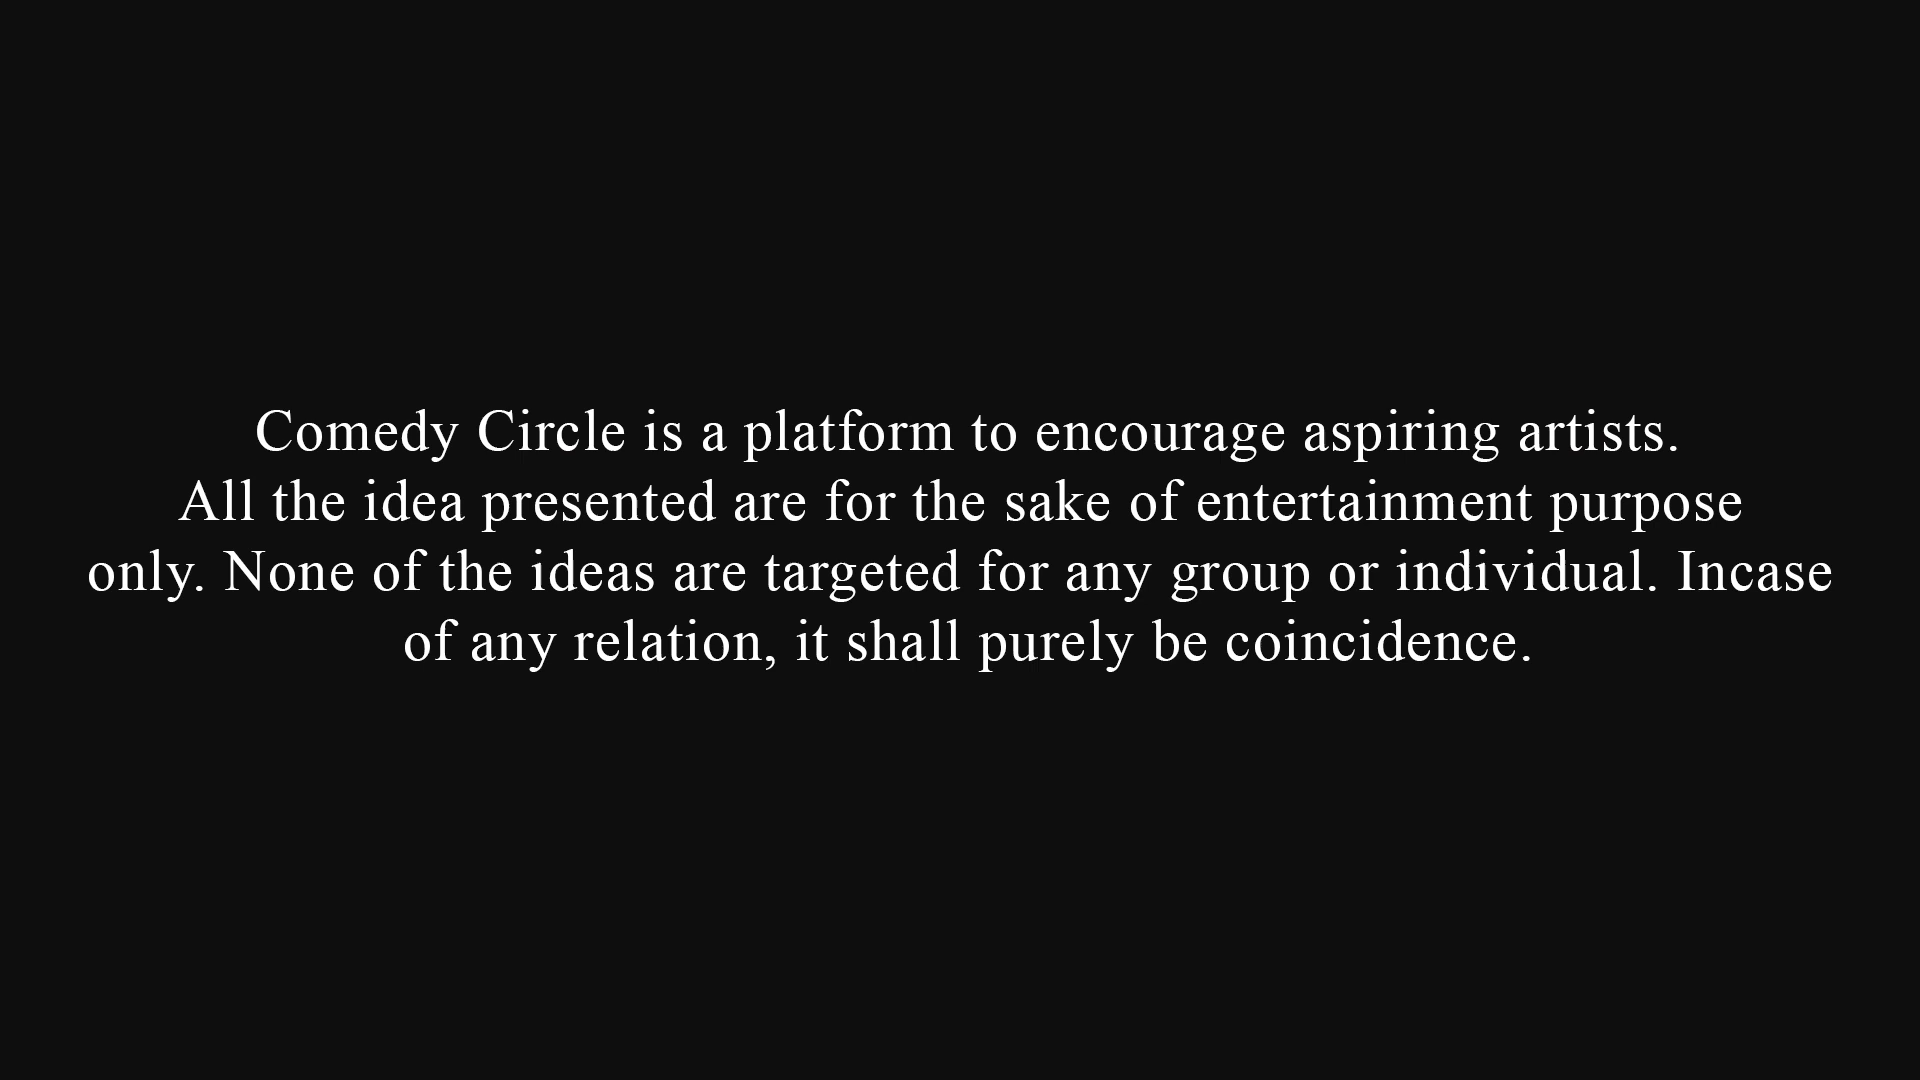 Comedy Circle is a platform to encourage aspiring artists.
All the idea presented are for the sake of entertainment purpose
only. None of the ideas are targeted for any group or individual. Incase
of any relation, it shall purely be coincidence.